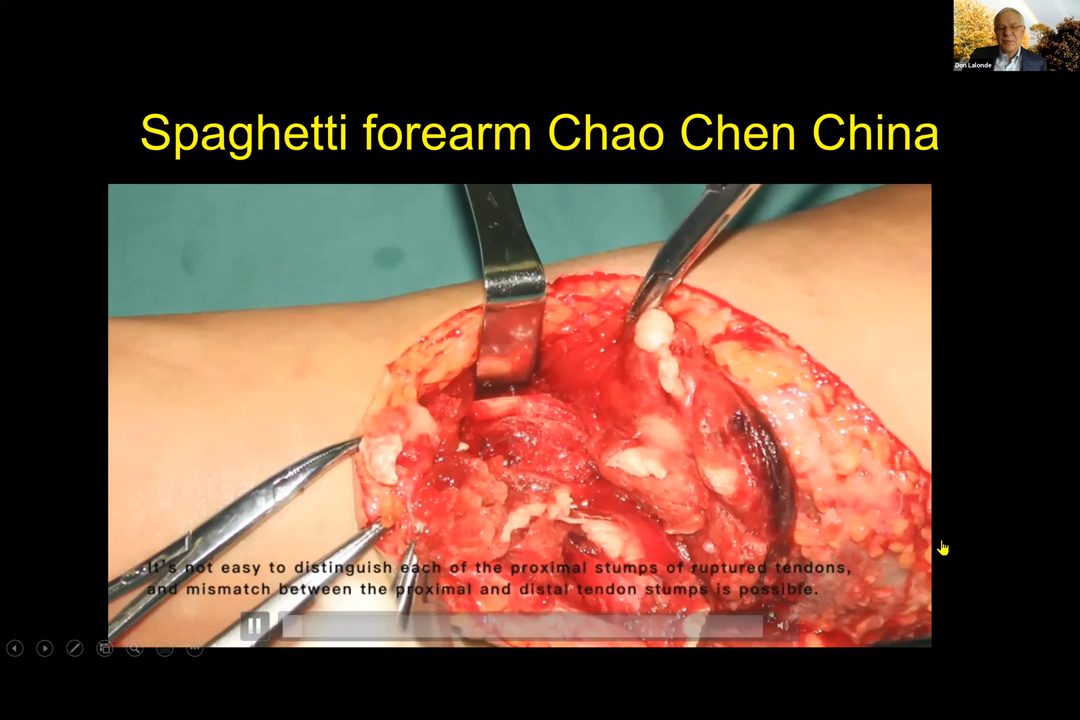 Don Lalonde
Spaghetti forearm Chao Chen China
It's not easy to distinguish each of the proximal stumps of ruptured tendons,
and mismatch between the proximal and distal tendon stumps is possible.